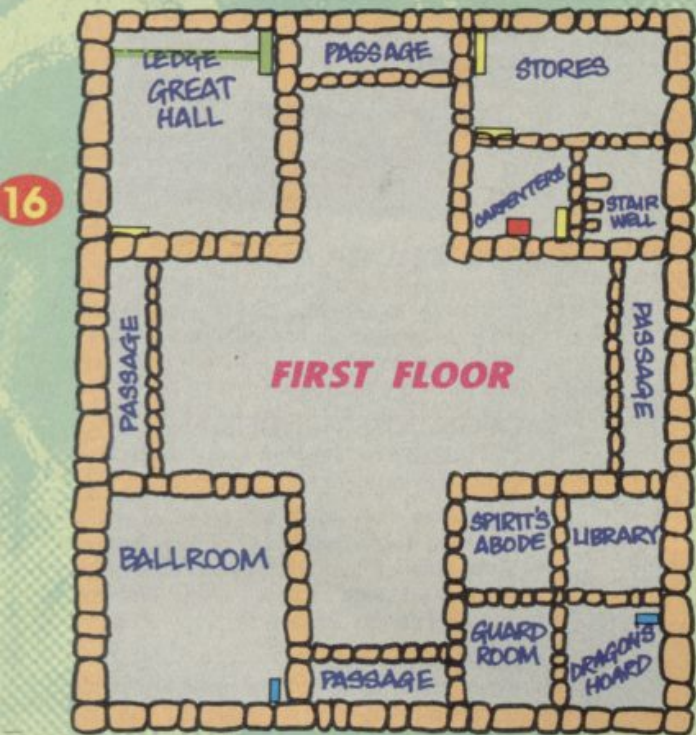 LEDGE
GREAT
HALL
PASSAGE
STORES
16
CARPENTERS
STAIR
WELL
PASSAGE
FIRST FLOOR
PASSAGE
BALLROOM
SPIRIT'S
ABODE
LIBRARY
GUARD
ROOM
DRAGON'S
HOARD
PASSAGE